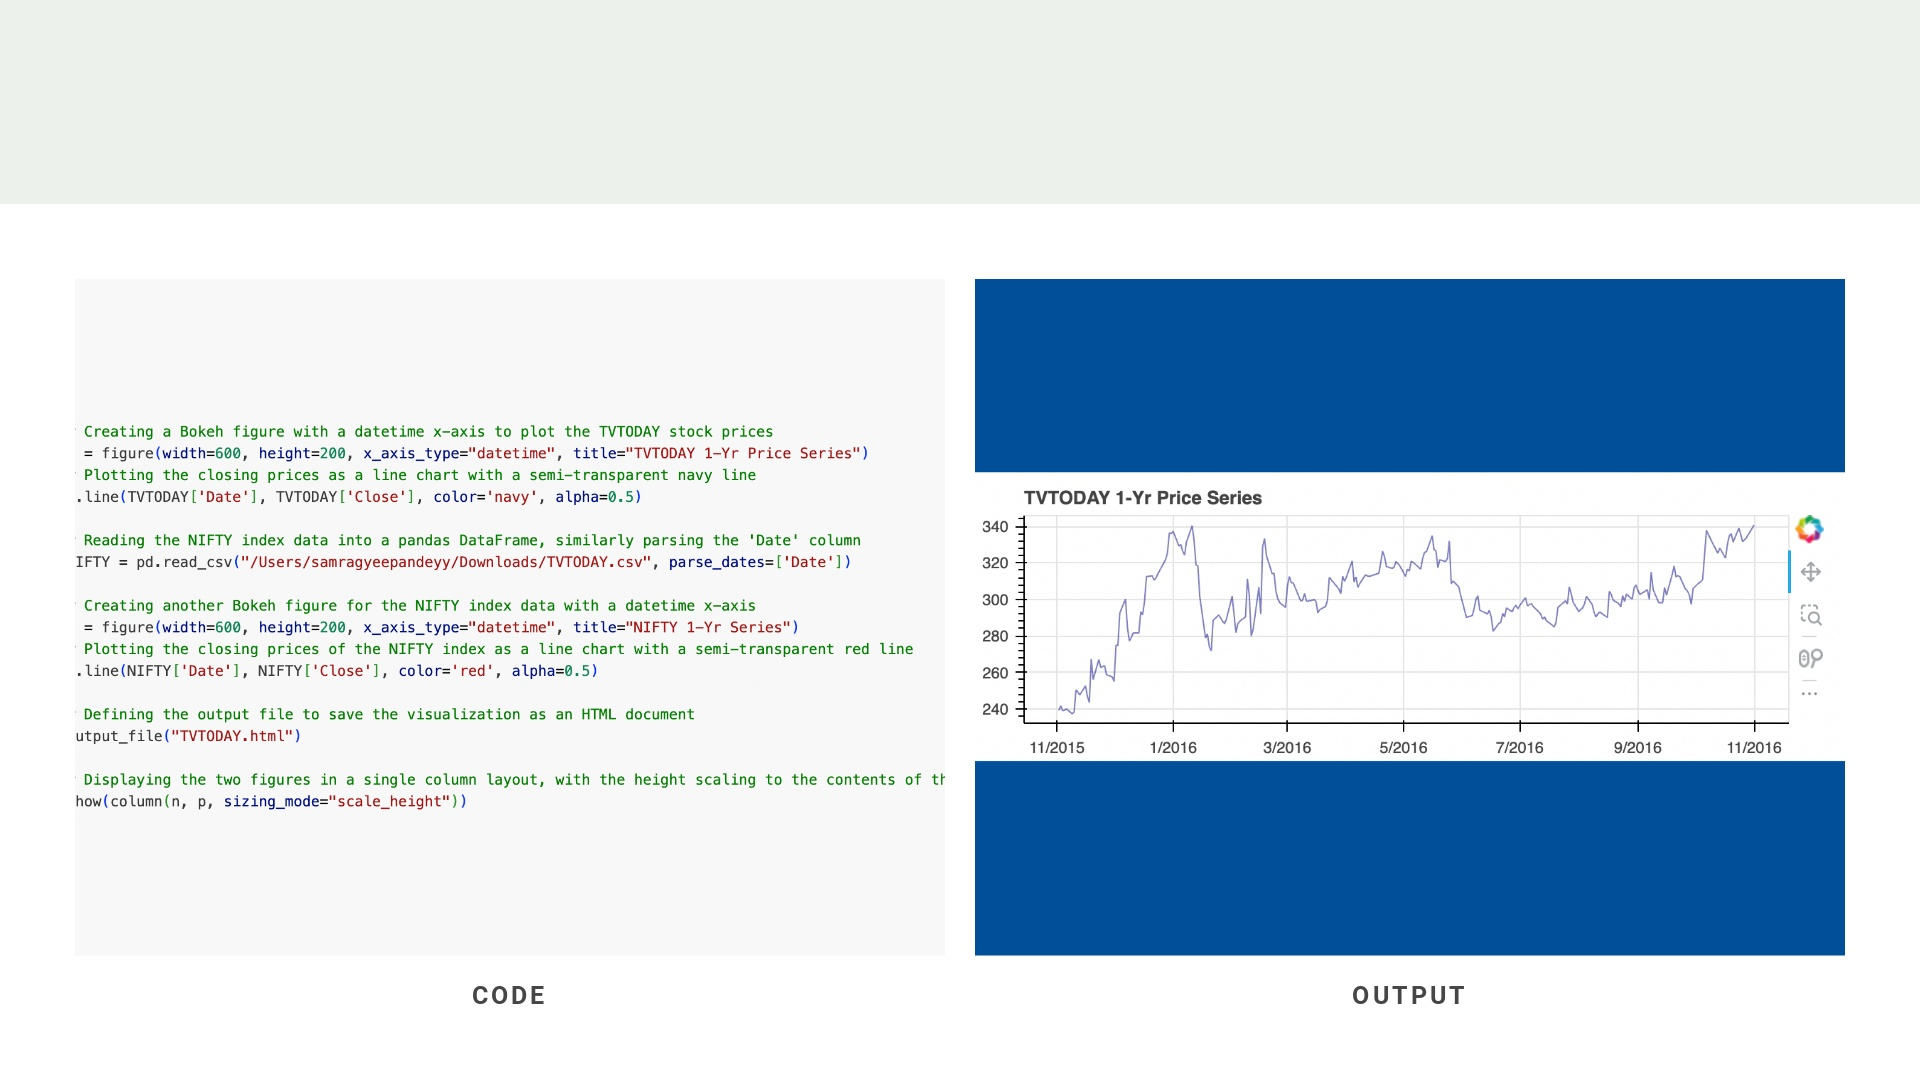 Creating a Bokeh figure with a datetime x-axis to plot the TVTODAY stock prices
= figure(width=600, height=200, x_axis_type="datetime", title="TVTODAY 1-Yr Price Series")
Plotting the closing prices as a line chart with a semi-transparent navy line
.line(TVTODAY['Date'], TVTODAY['Close'], color='navy', alpha=0.5)
Reading the NIFTY index data into a pandas DataFrame, similarly parsing the 'Date' column
IFTY = pd.read_csv("/Users/samragyeepandeyy/Downloads/TVTODAY.csv", parse_dates=['Date'])
Creating another Bokeh figure for the NIFTY index data with a datetime x-axis
= figure(width=600, height=200, x_axis_type="datetime", title="NIFTY 1-Yr Series")
Plotting the closing prices of the NIFTY index as a line chart with a semi-transparent red line
.line(NIFTY['Date'], NIFTY['Close'], color='red', alpha=0.5)
Defining the output file to save the visualization as an HTML document
utput_file("TVTODAY.html")
Displaying the two figures in a single column layout, with the height scaling to the contents of th
how(column(n, p, sizing_mode="scale_height"))
CODE
TVTODAY 1-Yr Price Series
340
320
300
280
260
240
11/2015 1/2016 3/2016 5/2016 7/2016 9/2016 11/2016
OUTPUT